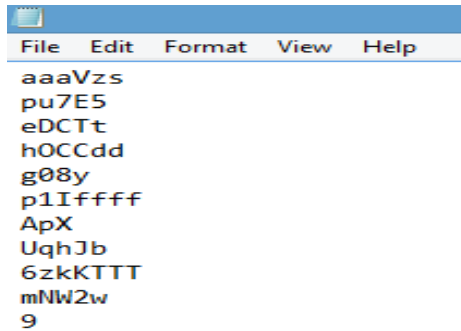 File Edit Format View Help
aaaVzs
pu7E5
eDCTt
hOCCdd
g08y
p1Iffff
ApX
UqhJb
6zkKTTT
mNW2w
9